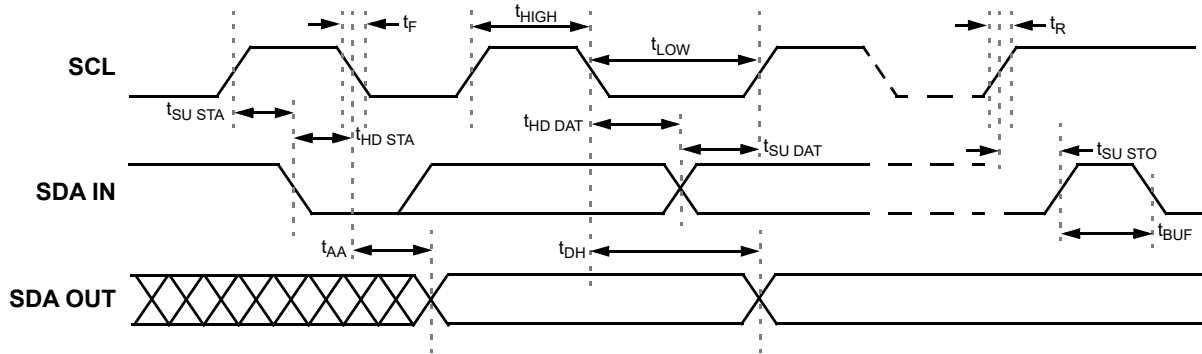 tF
tHIGH
tR
tLOW
SCL
tSU STA
tHD STA
tHD DAT
tSU DAT
tSU STO
SDA IN
tAA
tDH
tBUF
SDA OUT